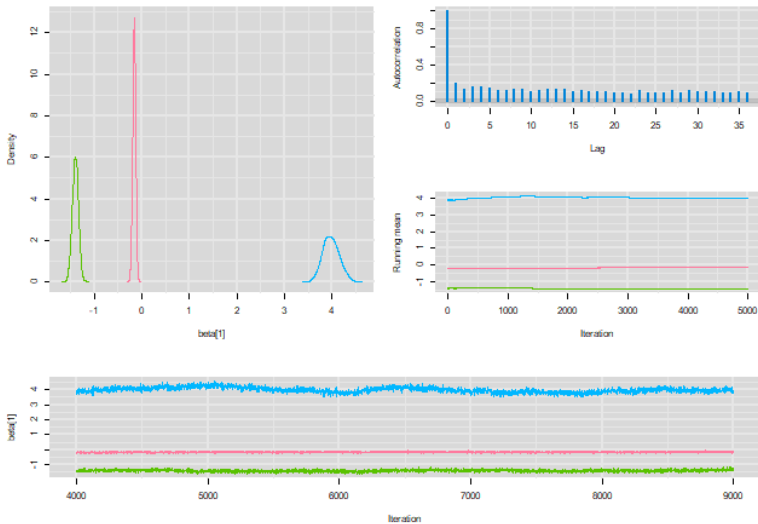 Density
0 2 4 6 8 10 12
-1 0 1 2 3 4
beta[1]
Autocorrelation
0.0 0.4 0.8
0 5 10 15 20 25 30 35
Lag
Running mean
-1 0 1 2 3 4
0 1000 2000 3000 4000 5000
Iteration
beta[1]
-1 1 2 3 4
4000 5000 6000 7000 8000 9000
Iteration